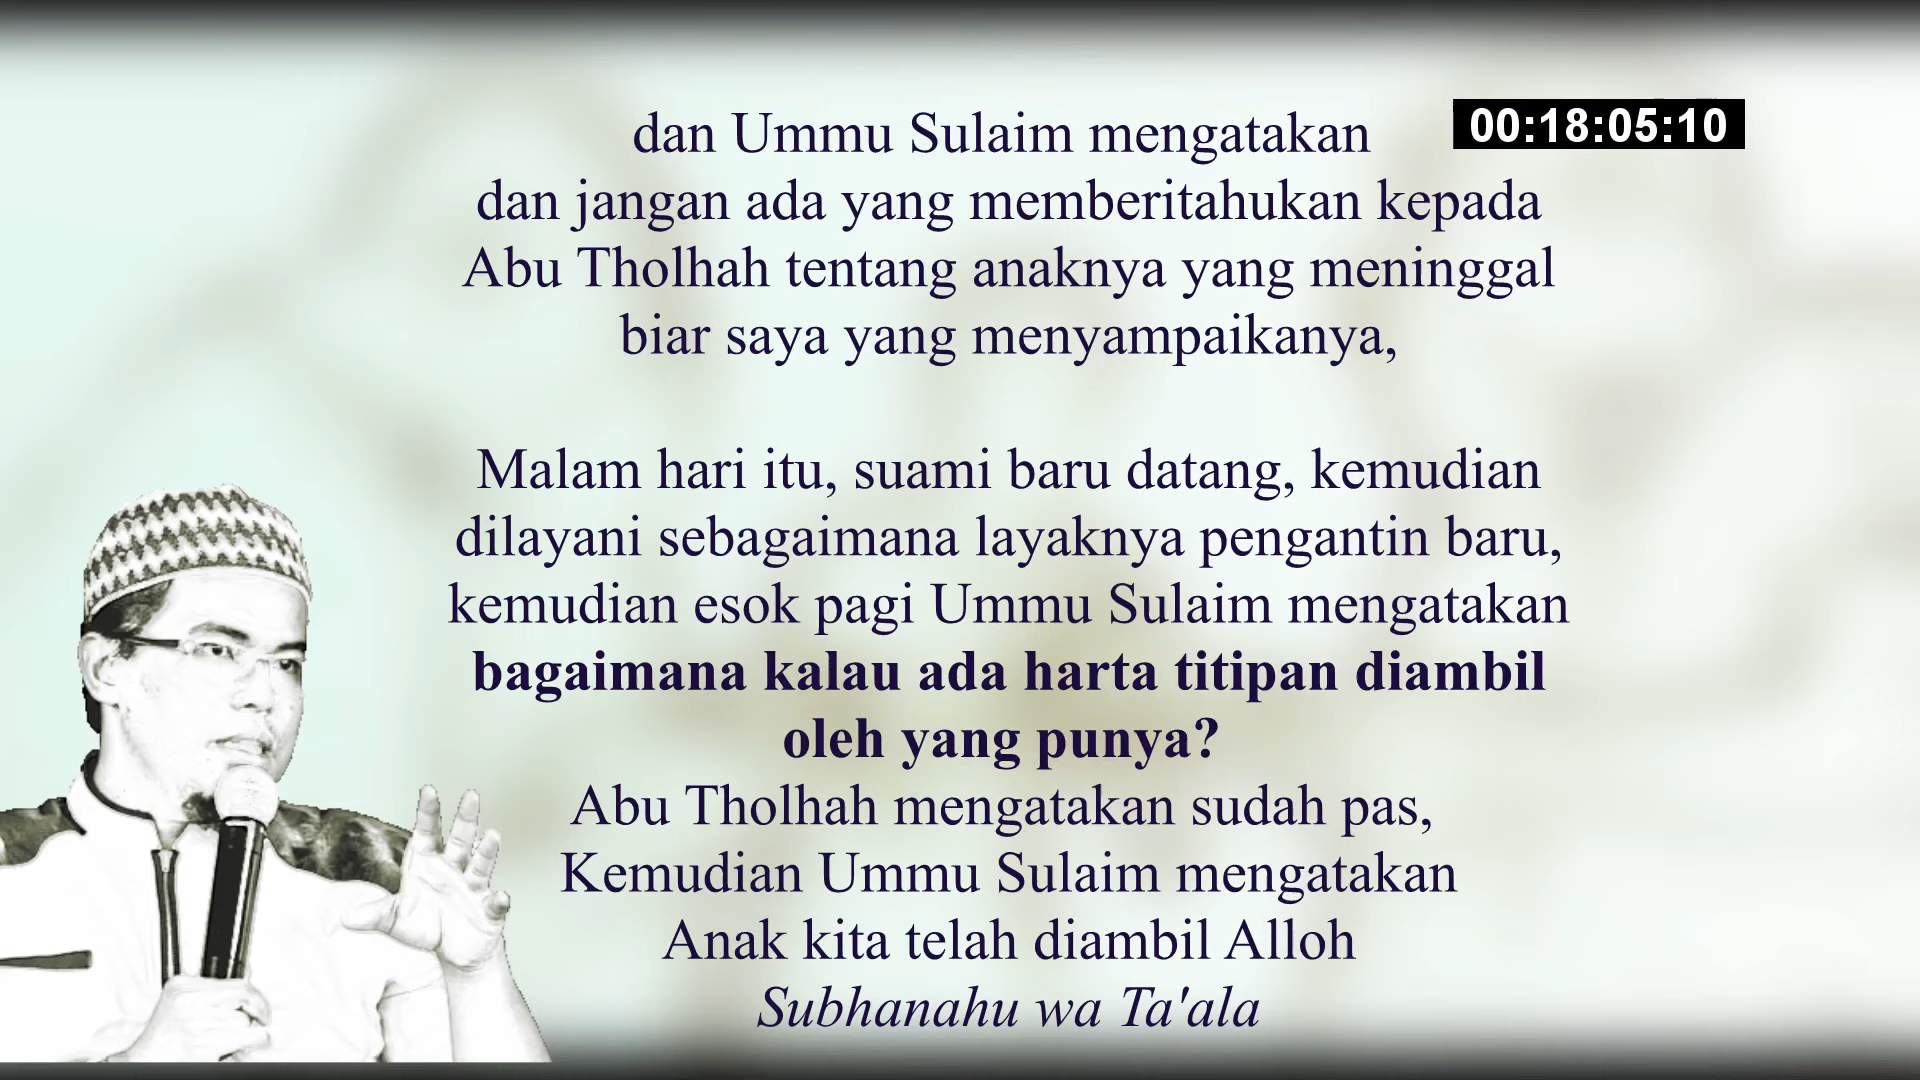 00:18:05:10
dan Ummu Sulaim mengatakan
dan jangan ada yang memberitahukan kepada
Abu Tholhah tentang anaknya yang meninggal
biar saya yang menyampaikanya,
Malam hari itu, suami baru datang, kemudian
dilayani sebagaimana layaknya pengantin baru,
kemudian esok pagi Ummu Sulaim mengatakan
bagaimana kalau ada harta titipan diambil
oleh yang punya?
Abu Tholhah mengatakan sudah pas,
Kemudian Ummu Sulaim mengatakan
Anak kita telah diambil Alloh
Subhanahu wa Ta'ala